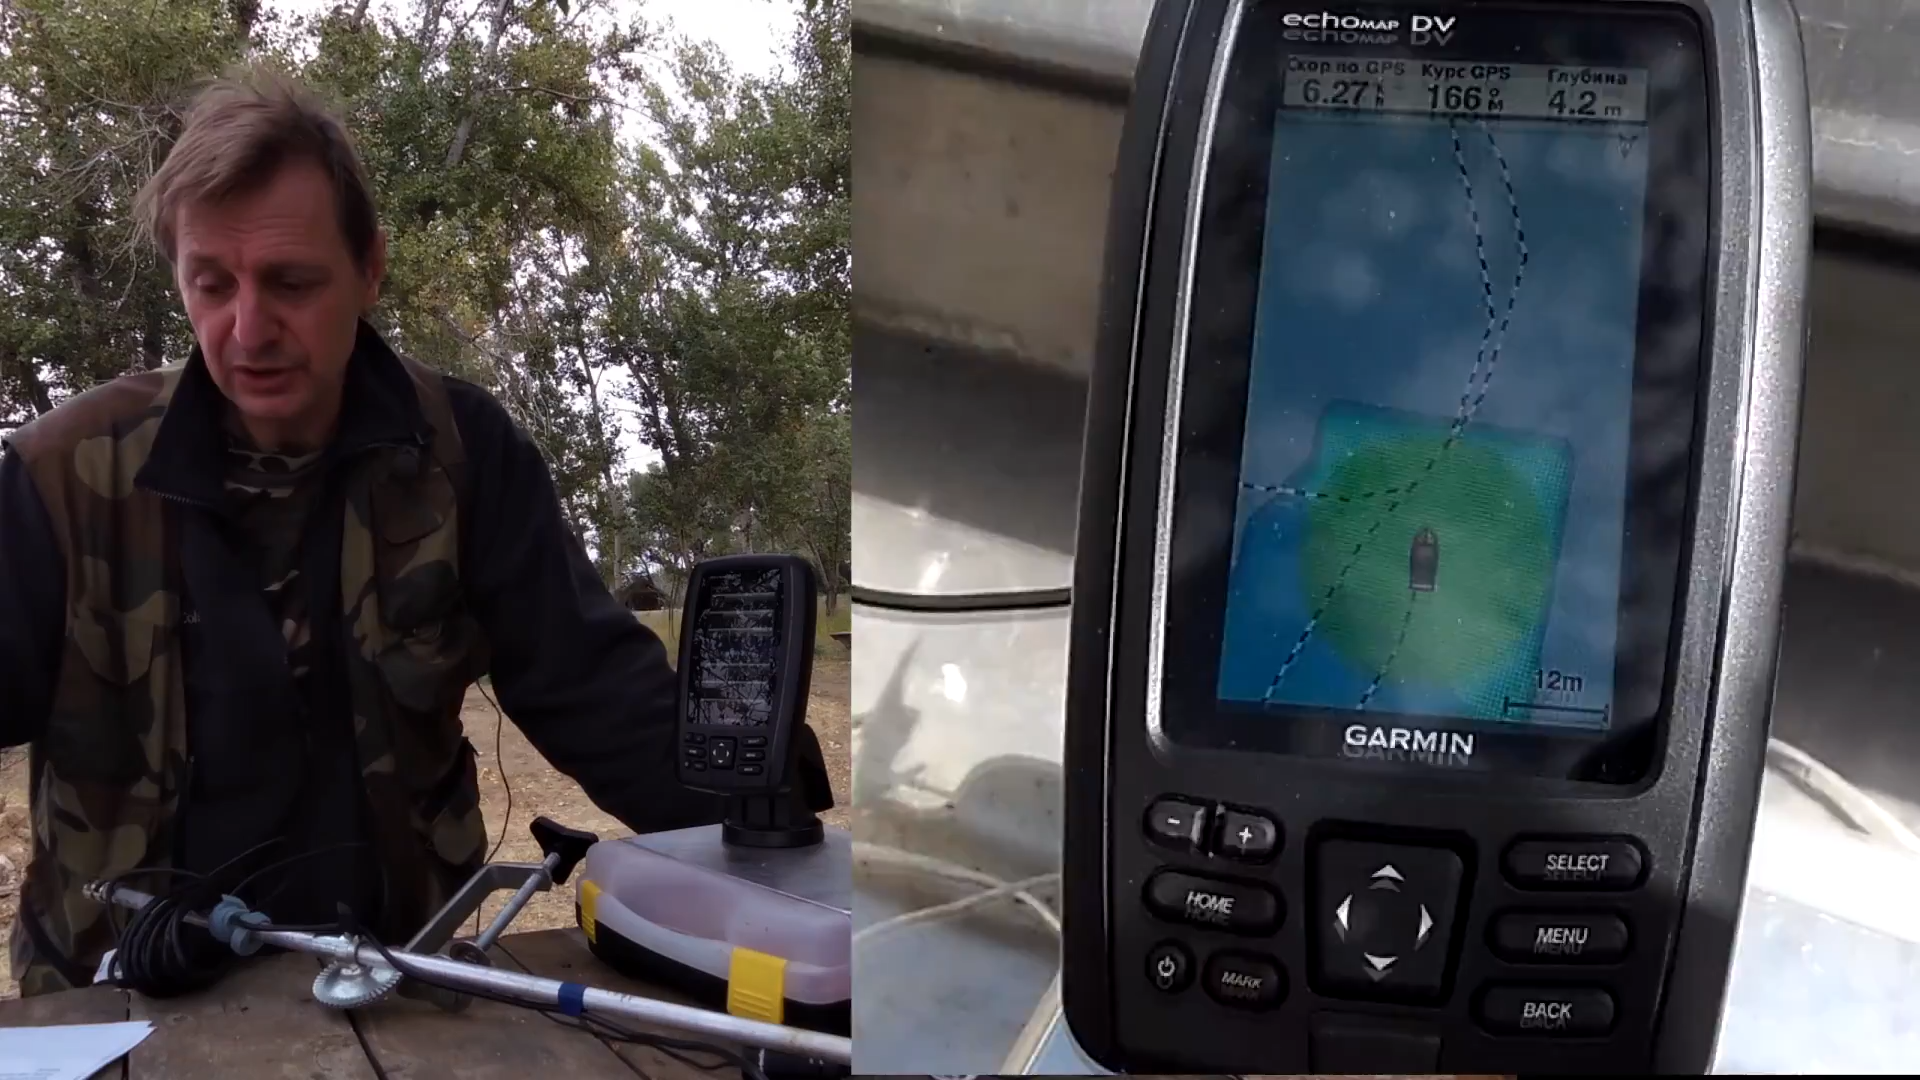 echoMAP DV
Скор по GPS Курс GPS Глубина
6.27 k/h 166 °M 4.2 m
12m
GARMIN
- +
SELECT
HOME
MENU
MARK
BACK